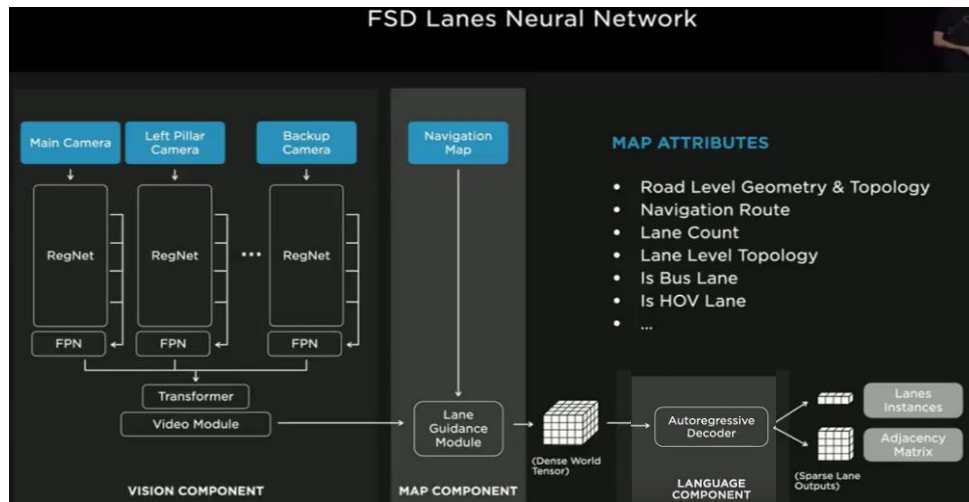 FSD Lanes Neural Network
Main Camera
Left Pillar
Camera
Backup
Camera
Navigation
Map
RegNet
RegNet
...
RegNet
FPN
FPN
FPN
Transformer
Video Module
Lane
Guidance
Module
(Dense World
Tensor)
Autoregressive
Decoder
(Sparse Lane
Outputs)
Lanes
Instances
Adjacency
Matrix
VISION COMPONENT
MAP COMPONENT
LANGUAGE
COMPONENT
MAP ATTRIBUTES
• Road Level Geometry & Topology
• Navigation Route
• Lane Count
• Lane Level Topology
• Is Bus Lane
• Is HOV Lane
• ...